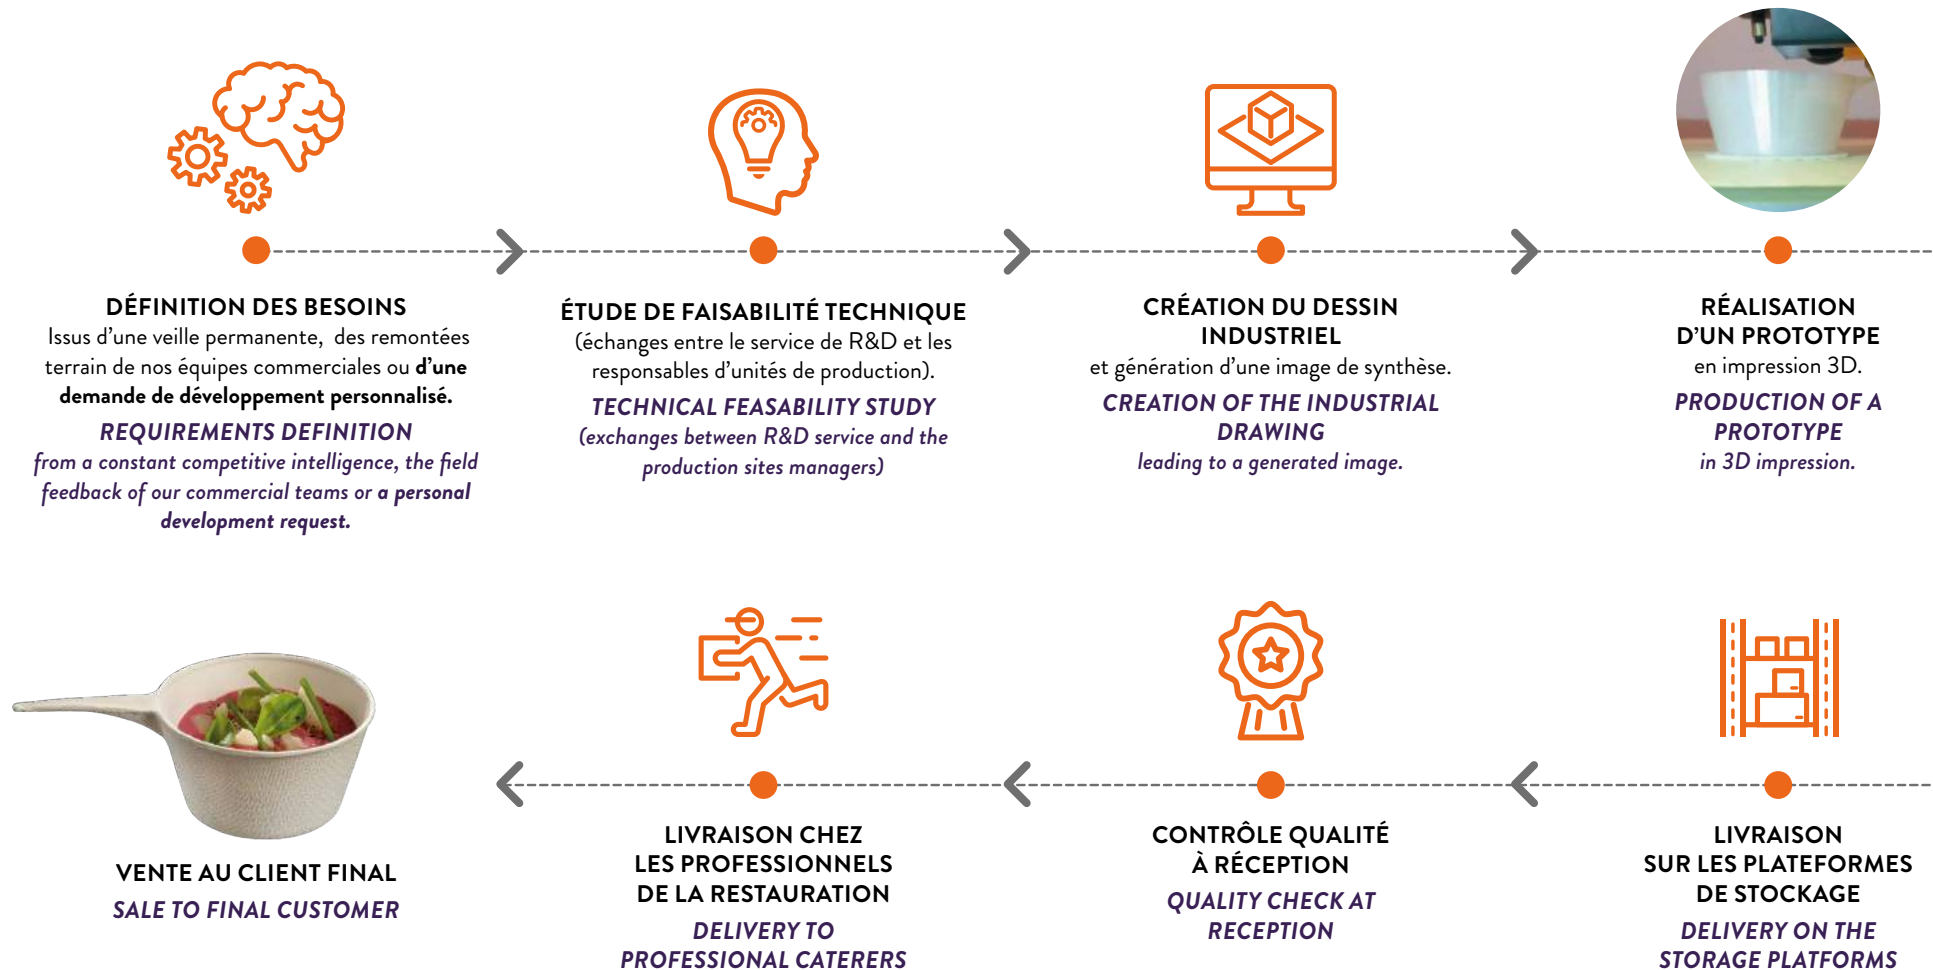 DÉFINITION DES BESOINS
Issus d’une veille permanente, des remontées
terrain de nos équipes commerciales ou d’une
demande de développement personnalisé.
REQUIREMENTS DEFINITION
from a constant competitive intelligence, the field
feedback of our commercial teams or a personal
development request.
ÉTUDE DE FAISABILITÉ TECHNIQUE
(échanges entre le service de R&D et les
responsables d’unités de production).
TECHNICAL FEASABILITY STUDY
(exchanges between R&D service and the
production sites managers)
CRÉATION DU DESSIN
INDUSTRIEL
et génération d’une image de synthèse.
CREATION OF THE INDUSTRIAL
DRAWING
leading to a generated image.
RÉALISATION
D’UN PROTOTYPE
en impression 3D.
PRODUCTION OF A
PROTOTYPE
in 3D impression.
VENTE AU CLIENT FINAL
SALE TO FINAL CUSTOMER
LIVRAISON CHEZ
LES PROFESSIONNELS
DE LA RESTAURATION
DELIVERY TO
PROFESSIONAL CATERERS
CONTRÔLE QUALITÉ
À RÉCEPTION
QUALITY CHECK AT
RECEPTION
LIVRAISON
SUR LES PLATEFORMES
DE STOCKAGE
DELIVERY ON THE
STORAGE PLATFORMS